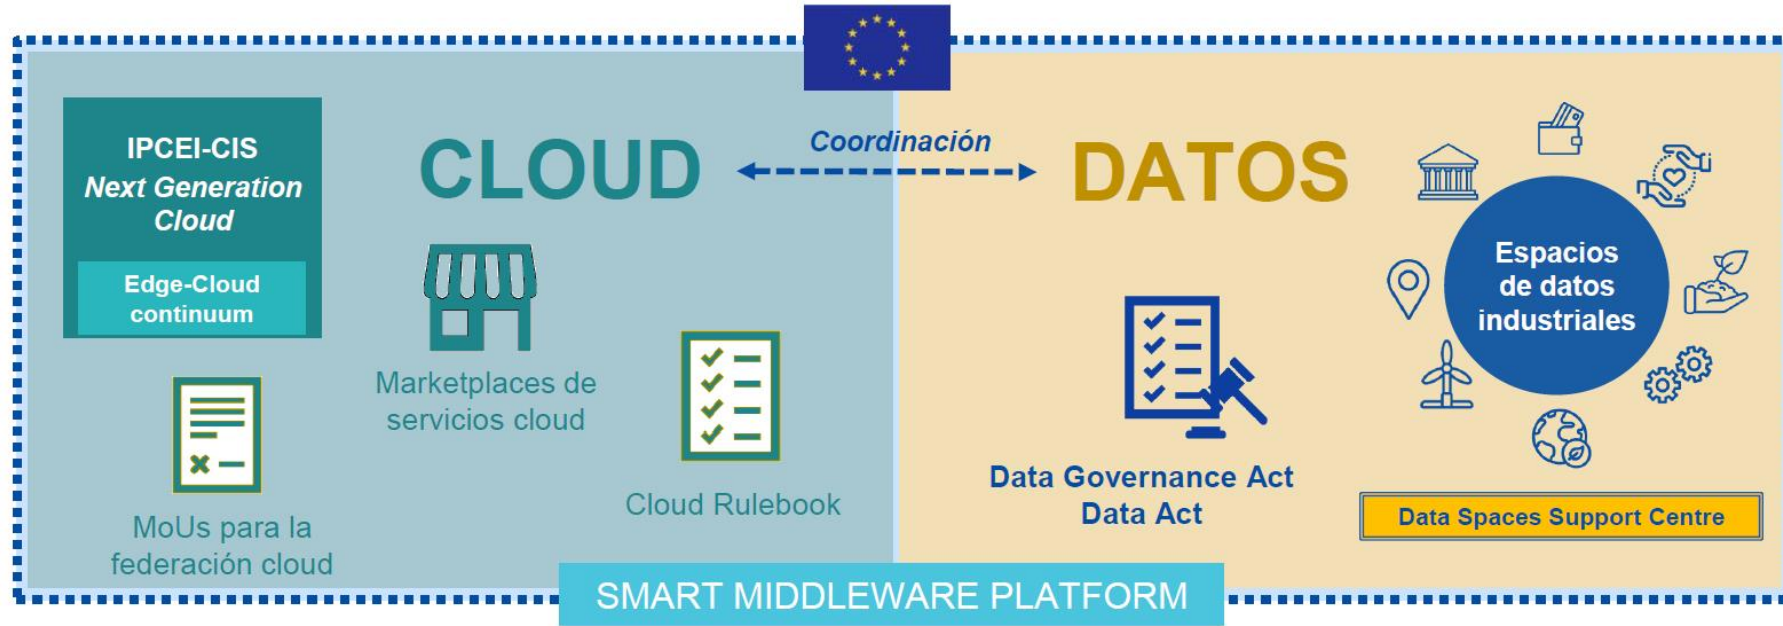 IPCEI-CIS
Next Generation
Cloud
Edge-Cloud
continuum
CLOUD
Coordinación
DATOS
Marketplaces de
servicios cloud
MoUs para la
federación cloud
Cloud Rulebook
Data Governance Act
Data Act
Espacios
de datos
industriales
Data Spaces Support Centre
SMART MIDDLEWARE PLATFORM